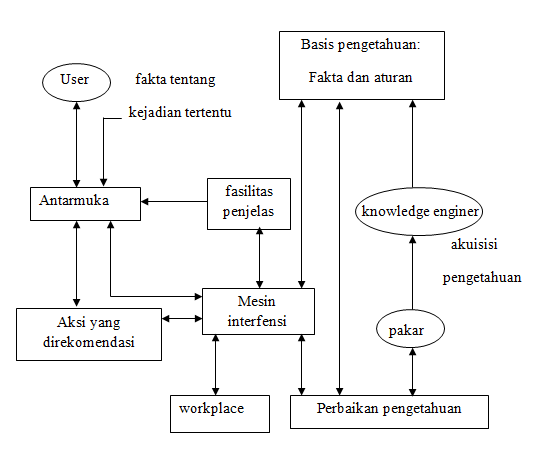 Basis pengetahuan:
Fakta dan aturan
User
fakta tentang
kejadian tertentu
Antarmuka
fasilitas
penjelas
knowledge enginer
akuisisi
pengetahuan
Mesin
interfensi
Aksi yang
direkomendasi
pakar
workplace
Perbaikan pengetahuan